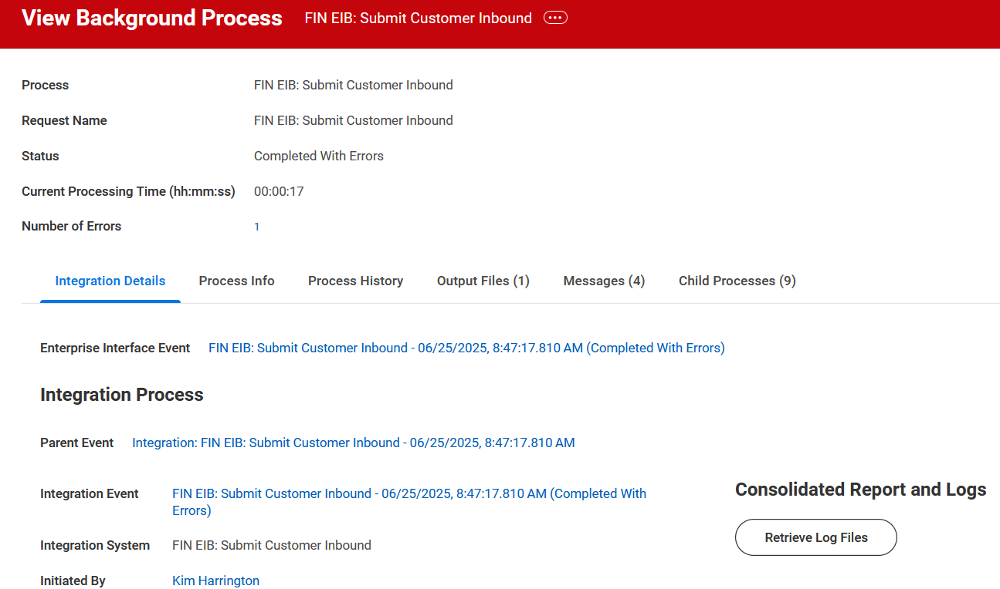 View Background Process FIN EIB: Submit Customer Inbound
Process FIN EIB: Submit Customer Inbound
Request Name FIN EIB: Submit Customer Inbound
Status Completed With Errors
Current Processing Time (hh:mm:ss) 00:00:17
Number of Errors 1
Integration Details Process Info Process History Output Files (1) Messages (4) Child Processes (9)
Enterprise Interface Event FIN EIB: Submit Customer Inbound - 06/25/2025, 8:47:17.810 AM (Completed With Errors)
Integration Process
Parent Event Integration: FIN EIB: Submit Customer Inbound - 06/25/2025, 8:47:17.810 AM
Integration Event FIN EIB: Submit Customer Inbound - 06/25/2025, 8:47:17.810 AM (Completed With
Errors)
Integration System FIN EIB: Submit Customer Inbound
Initiated By Kim Harrington
Consolidated Report and Logs
Retrieve Log Files